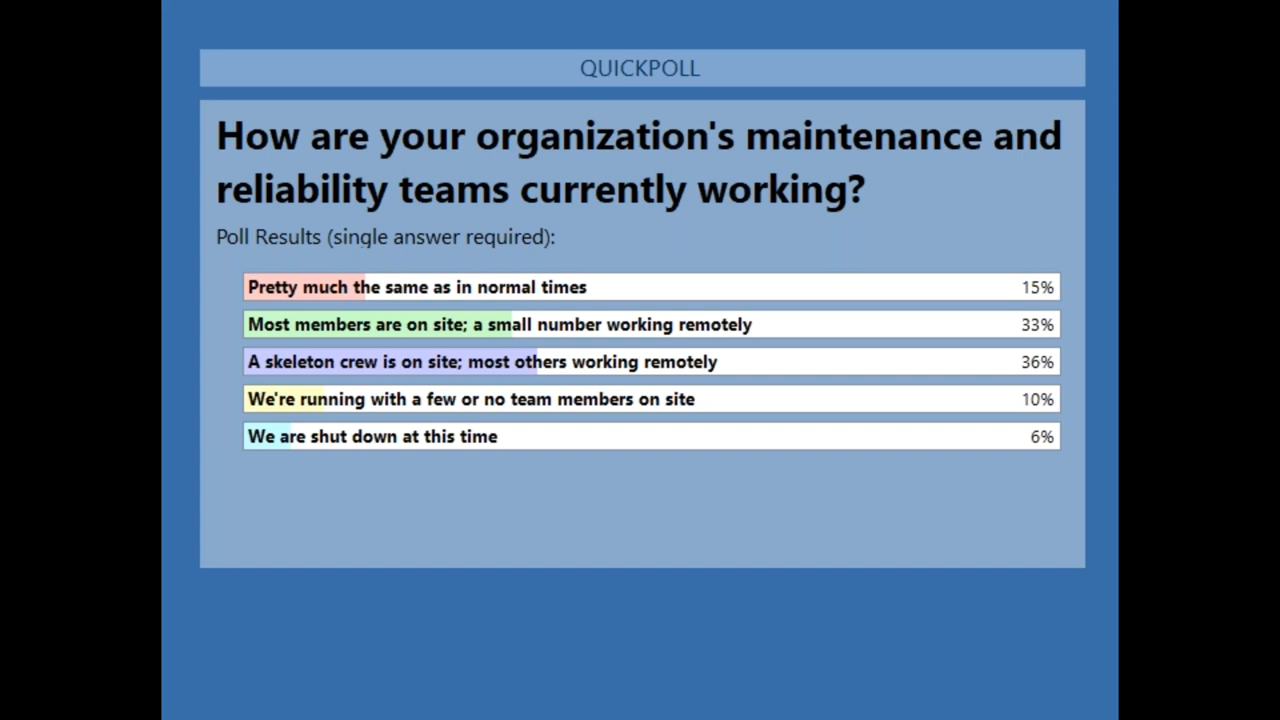 QUICKPOLL
How are your organization's maintenance and
reliability teams currently working?
Poll Results (single answer required):
Pretty much the same as in normal times 15%
Most members are on site; a small number working remotely 33%
A skeleton crew is on site; most others working remotely 36%
We're running with a few or no team members on site 10%
We are shut down at this time 6%